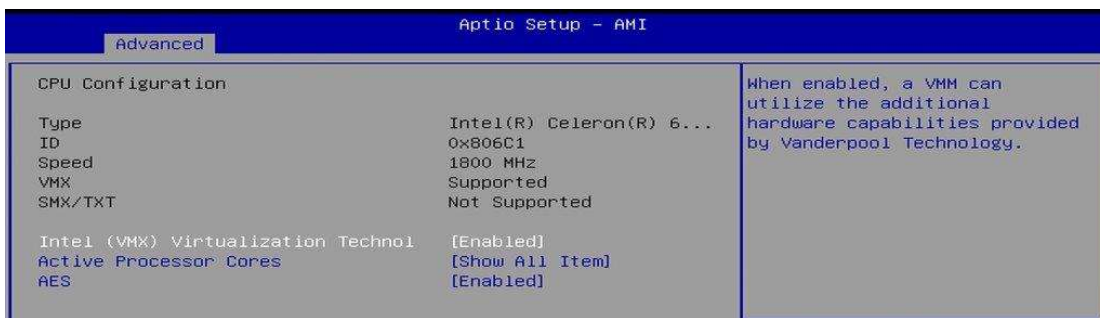 Aptio Setup - AMI
Advanced
CPU Configuration
Type Intel(R) Celeron(R) 6...
ID 0x806C1
Speed 1800 MHz
VMX Supported
SMX/TXT Not Supported
Intel (VMX) Virtualization Technol [Enabled]
Active Processor Cores [Show All Item]
AES [Enabled]
When enabled, a VMM can
utilize the additional
hardware capabilities provided
by Vanderpool Technology.